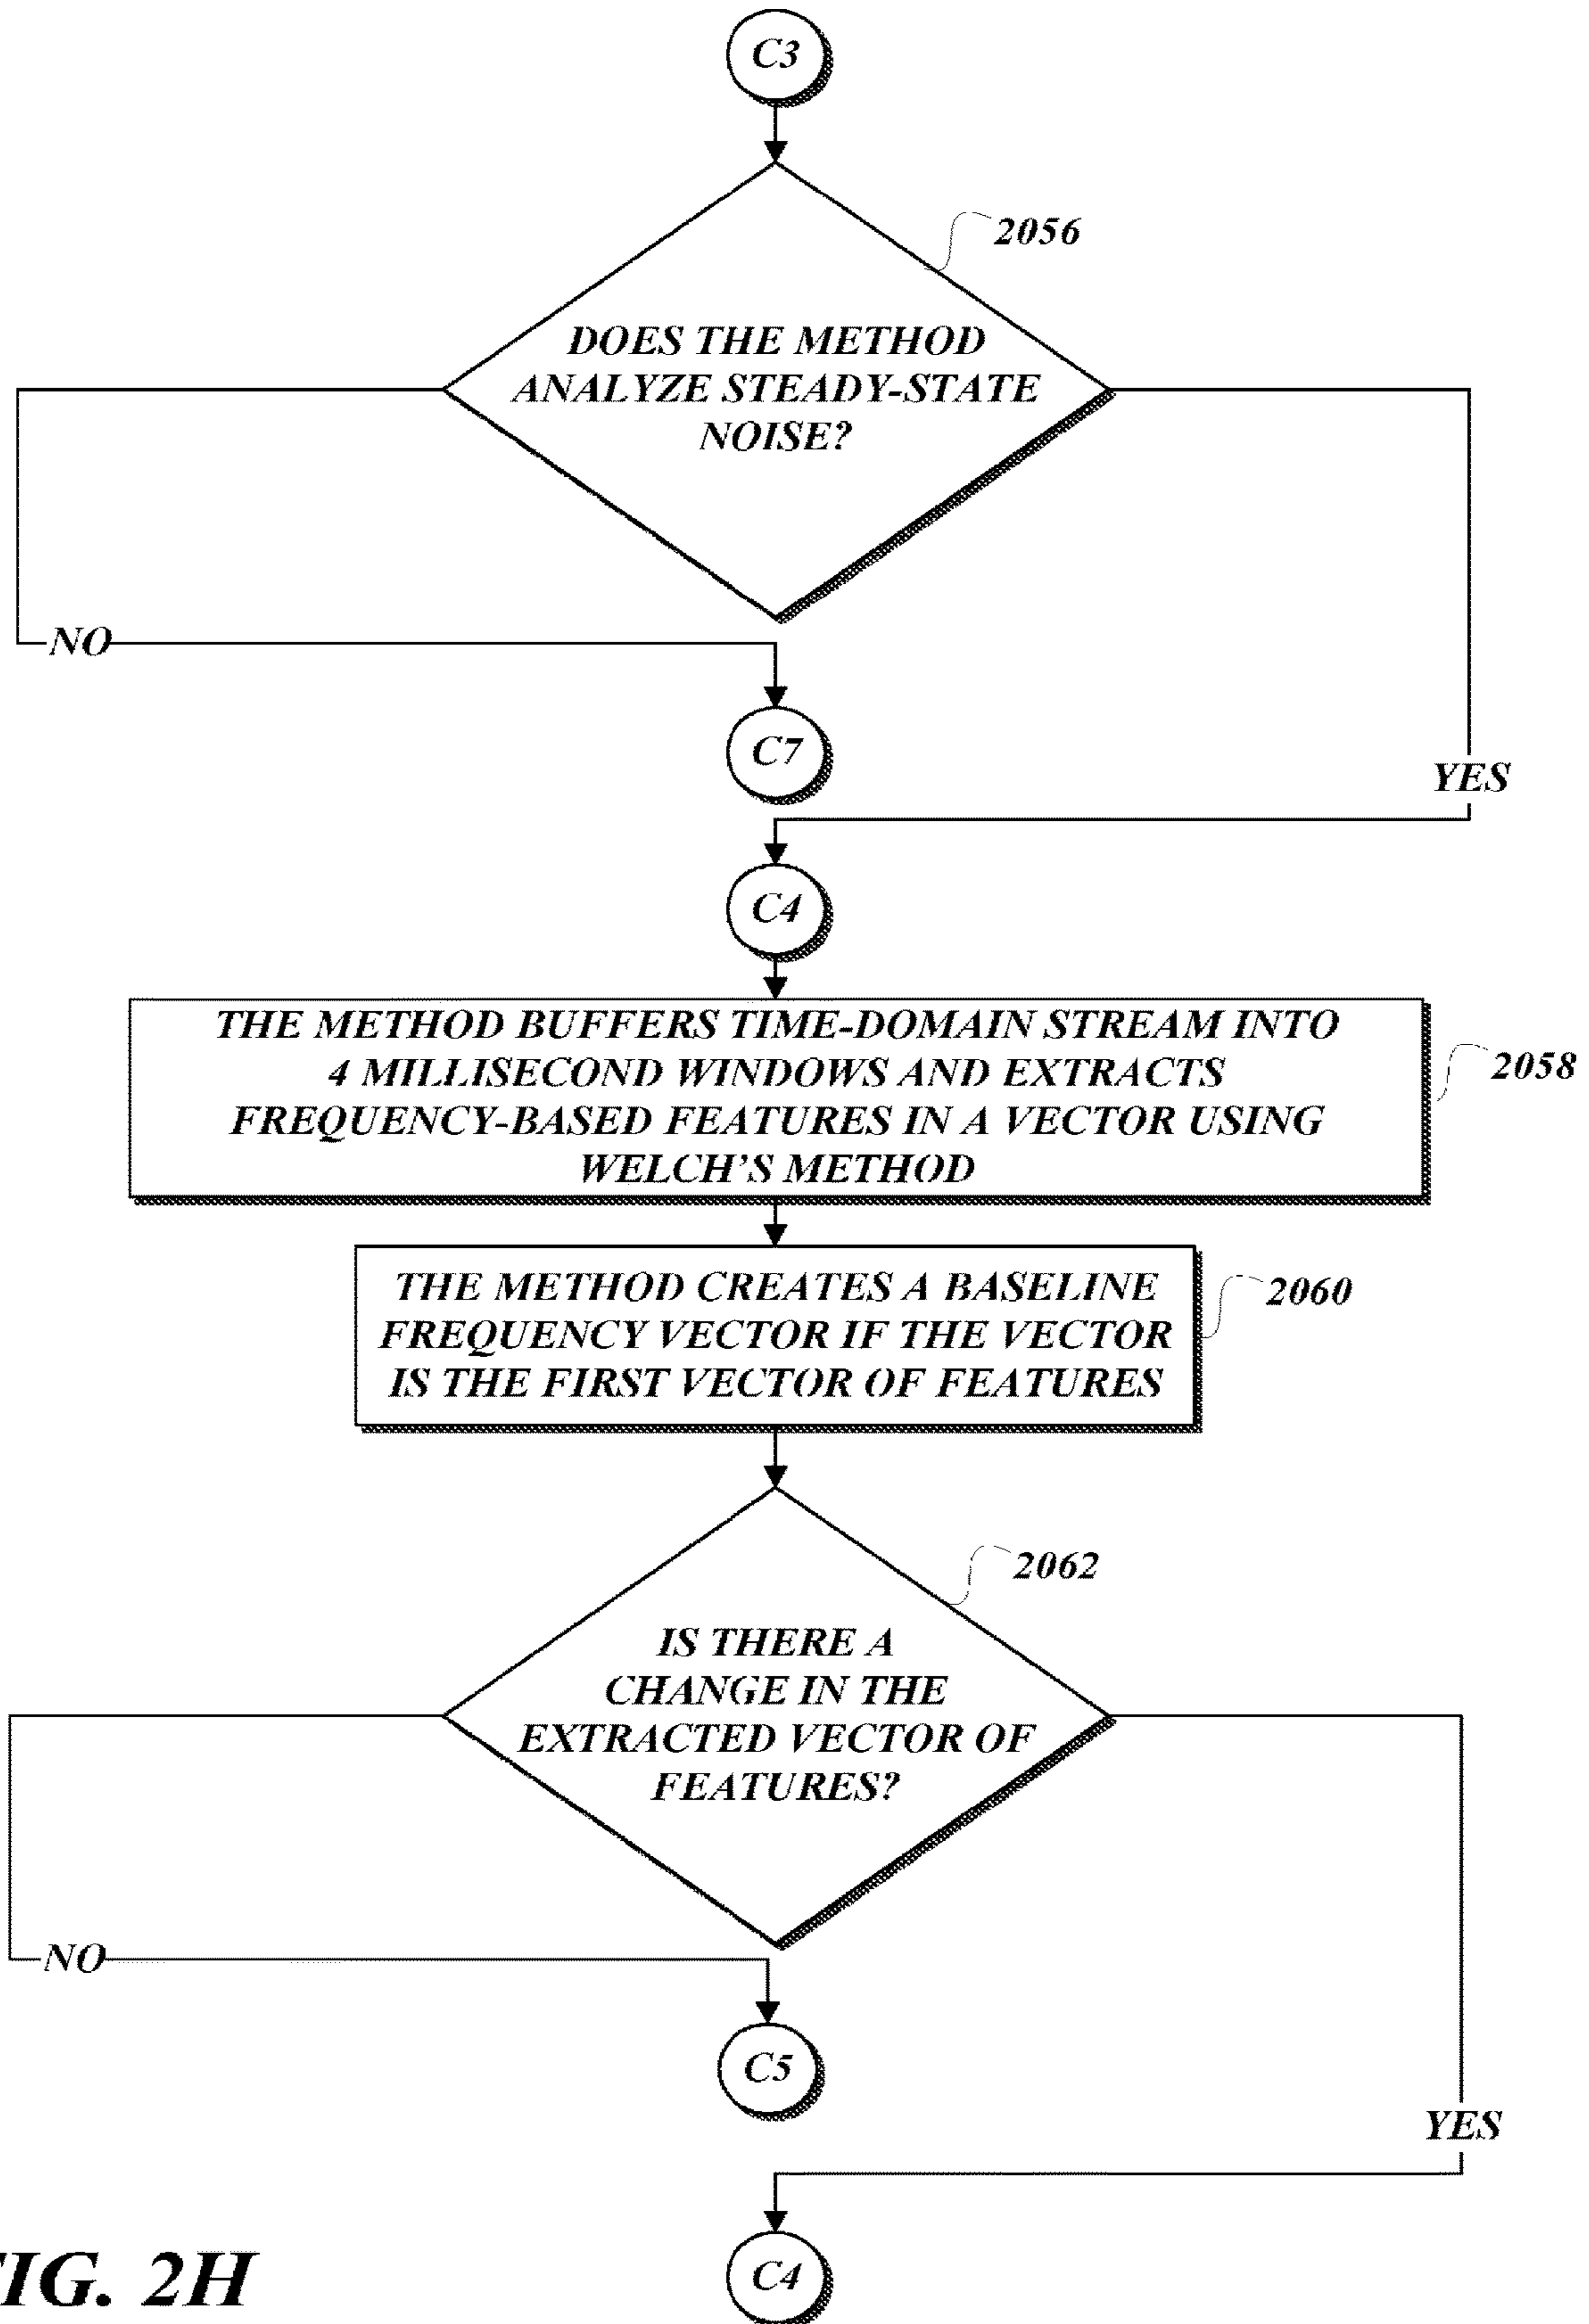 C3
2056
DOES THE METHOD
ANALYZE STEADY-STATE
NOISE?
NO
C7
YES
C4
THE METHOD BUFFERS TIME-DOMAIN STREAM INTO
4 MILLISECOND WINDOWS AND EXTRACTS
FREQUENCY-BASED FEATURES IN A VECTOR USING
WELCH'S METHOD
2058
THE METHOD CREATES A BASELINE
FREQUENCY VECTOR IF THE VECTOR
IS THE FIRST VECTOR OF FEATURES
2060
2062
IS THERE A
CHANGE IN THE
EXTRACTED VECTOR OF
FEATURES?
NO
C5
YES
C4
IG. 2H